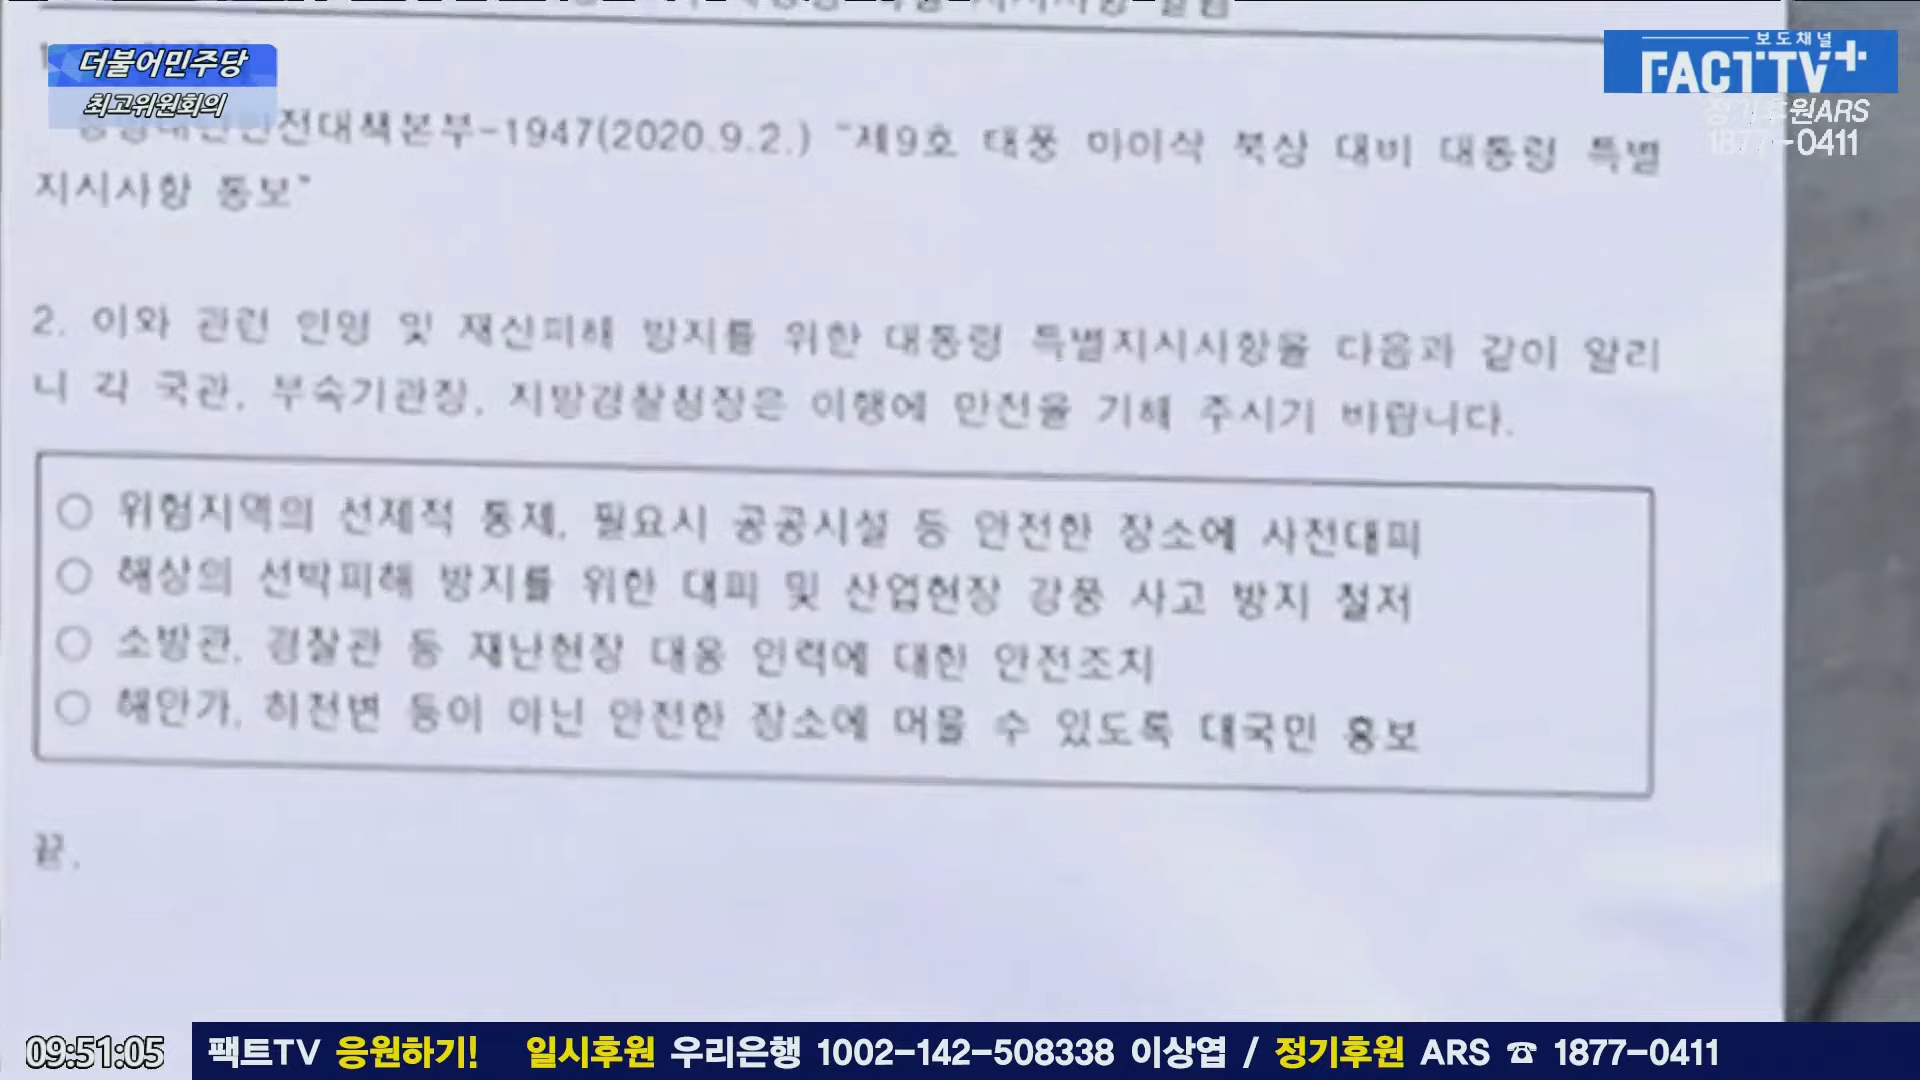 더불어민주당
최고위원회의
보도채널
FACTTV+
정기후원ARS
1877-0411
중앙재난안전대책본부-1947(2020.9.2.) "제9호 태풍 마이삭 북상 대비 대통령 특별
지시사항 통보"
2. 이와 관련 인명 및 재산피해 방지를 위한 대통령 특별지시사항을 다음과 같이 알리
니 각 국관, 부속기관장, 지방경찰청장은 이행에 만전을 기해 주시기 바랍니다.
○ 위험지역의 선제적 통제, 필요시 공공시설 등 안전한 장소에 사전대피
○ 해상의 선박피해 방지를 위한 대피 및 산업현장 강풍 사고 방지 철저
○ 소방관, 경찰관 등 재난현장 대응 인력에 대한 안전조치
○ 해안가, 하천변 등이 아닌 안전한 장소에 머물 수 있도록 대국민 홍보
끝.
09:51:05 팩트TV 응원하기! 일시후원 우리은행 1002-142-508338 이상엽 / 정기후원 ARS ☎ 1877-0411